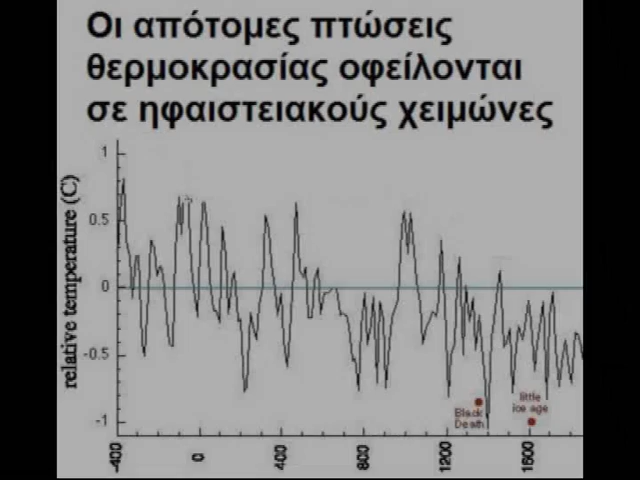 Οι απότομες πτώσεις
θερμοκρασίας οφείλονται
σε ηφαιστειακούς χειμώνες
relative temperature (C)
1
0.5
0
-0.5
-1
Black
Death
little
ice age
-400
0
400
800
1200
1600